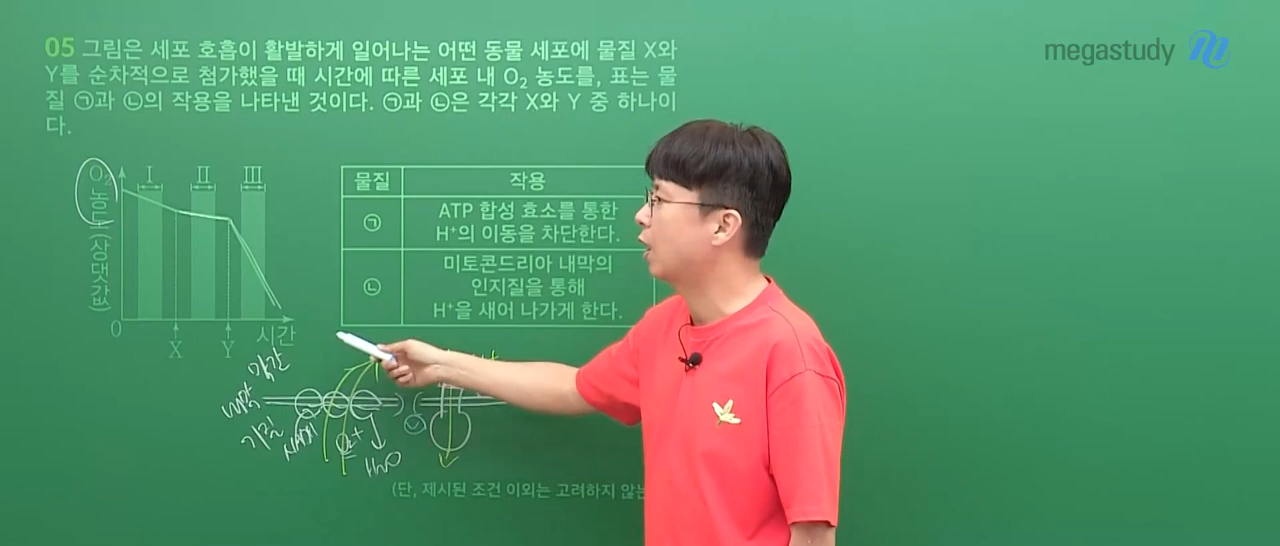 megastudy
05 그림은 세포 호흡이 활발하게 일어나는 어떤 동물 세포에 물질 X와
Y를 순차적으로 첨가했을 때 시간에 따른 세포 내 O₂ 농도를, 표는 물
질 ㉠과 ㉡의 작용을 나타낸 것이다. ㉠과 ㉡은 각각 X와 Y 중 하나이
다.
O₂ 농도(상댓값)
I II III
0
X
Y
시간
물질 작용
㉠ ATP 합성 효소를 통한
H⁺의 이동을 차단한다.
㉡ 미토콘드리아 내막의
인지질을 통해
H⁺을 새어 나가게 한다.
막간
내막
기질
O₂
H₂O
(단, 제시된 조건 이외는 고려하지 않는